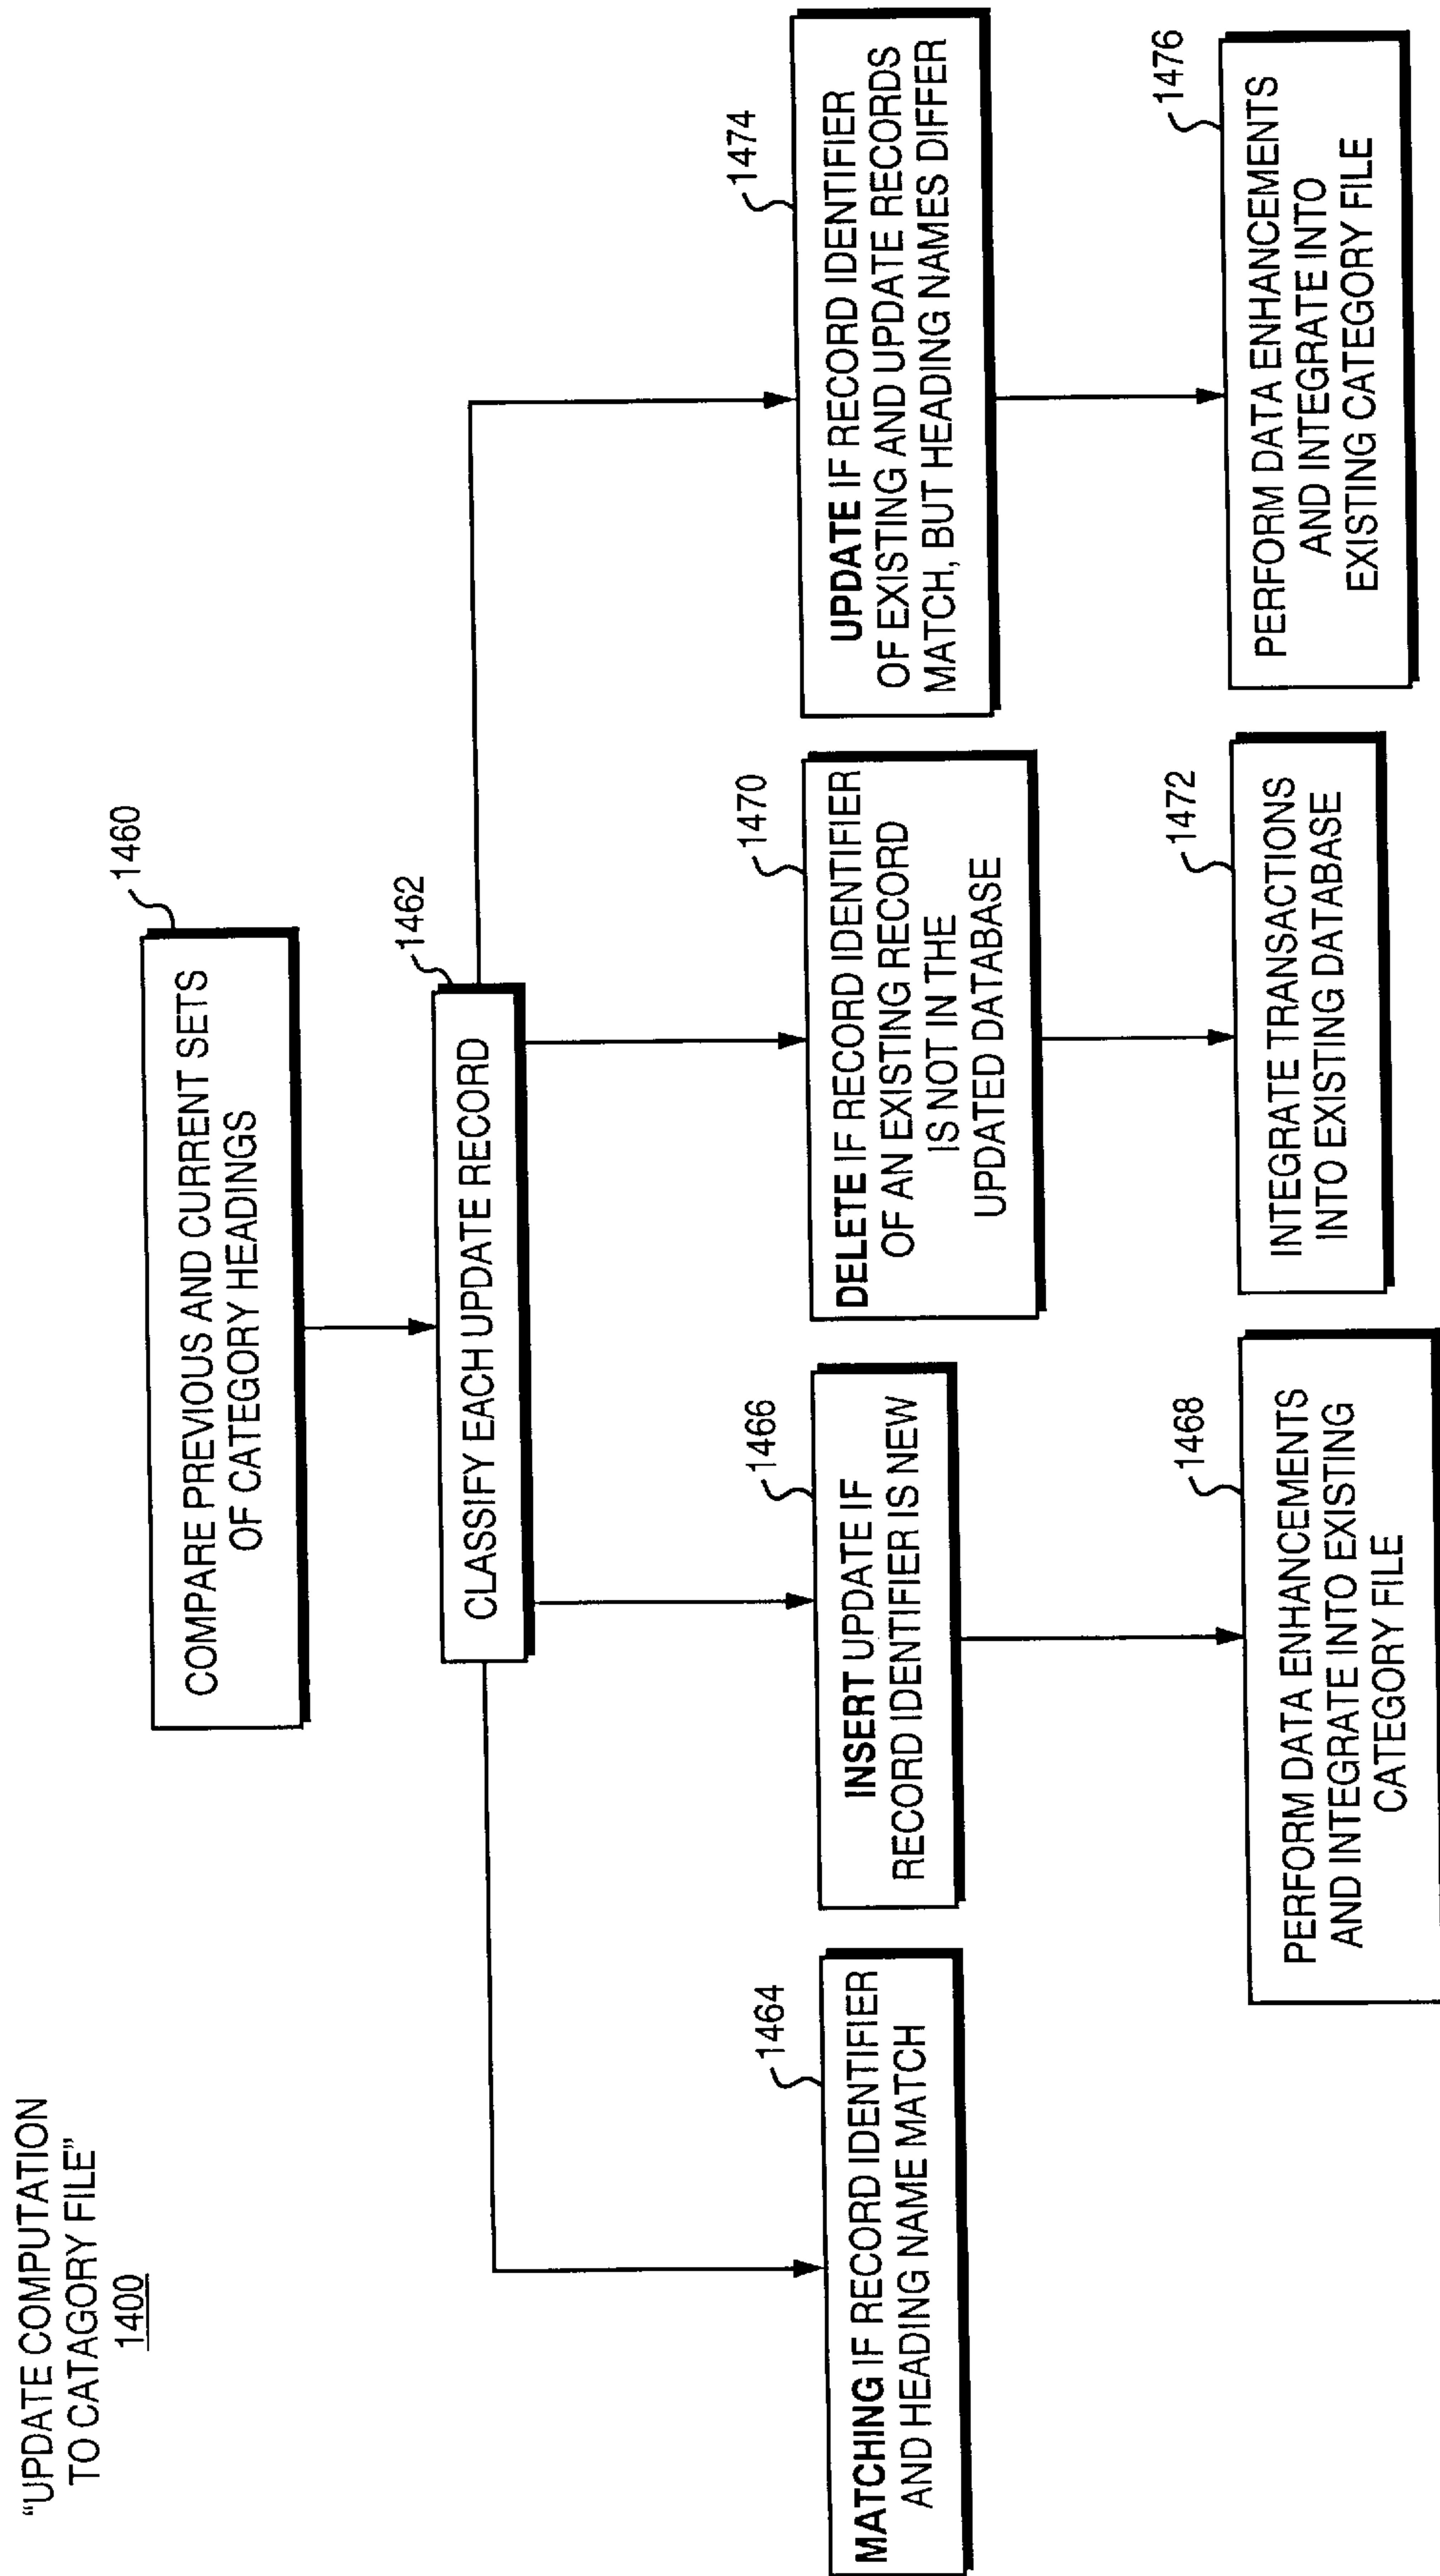 “UPDATE COMPUTATION
TO CATAGORY FILE”
1400
1460
COMPARE PREVIOUS AND CURRENT SETS
OF CATEGORY HEADINGS
1462
CLASSIFY EACH UPDATE RECORD
1464
MATCHING IF RECORD IDENTIFIER
AND HEADING NAME MATCH
1466
INSERT UPDATE IF
RECORD IDENTIFIER IS NEW
1470
DELETE IF RECORD IDENTIFIER
OF AN EXISTING RECORD
IS NOT IN THE
UPDATED DATABASE
1474
UPDATE IF RECORD IDENTIFIER
OF EXISTING AND UPDATE RECORDS
MATCH, BUT HEADING NAMES DIFFER
1468
PERFORM DATA ENHANCEMENTS
AND INTEGRATE INTO EXISTING
CATEGORY FILE
1472
INTEGRATE TRANSACTIONS
INTO EXISTING DATABASE
1476
PERFORM DATA ENHANCEMENTS
AND INTEGRATE INTO
EXISTING CATEGORY FILE